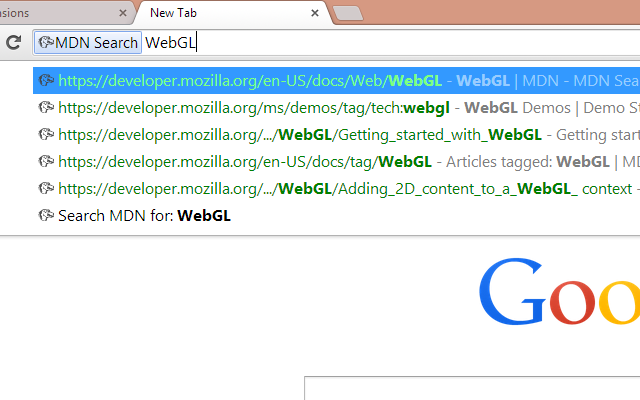 ensions New Tab
MDN Search WebGL
https://developer.mozilla.org/en-US/docs/Web/WebGL - WebGL | MDN - MDN Sea
https://developer.mozilla.org/ms/demos/tag/tech:webgl - WebGL Demos | Demo St
https://developer.mozilla.org/.../WebGL/Getting_started_with_WebGL - Getting start
https://developer.mozilla.org/en-US/docs/tag/WebGL - Articles tagged: WebGL | MD
https://developer.mozilla.org/.../WebGL/Adding_2D_content_to_a_WebGL_ context -
Search MDN for: WebGL
Goo